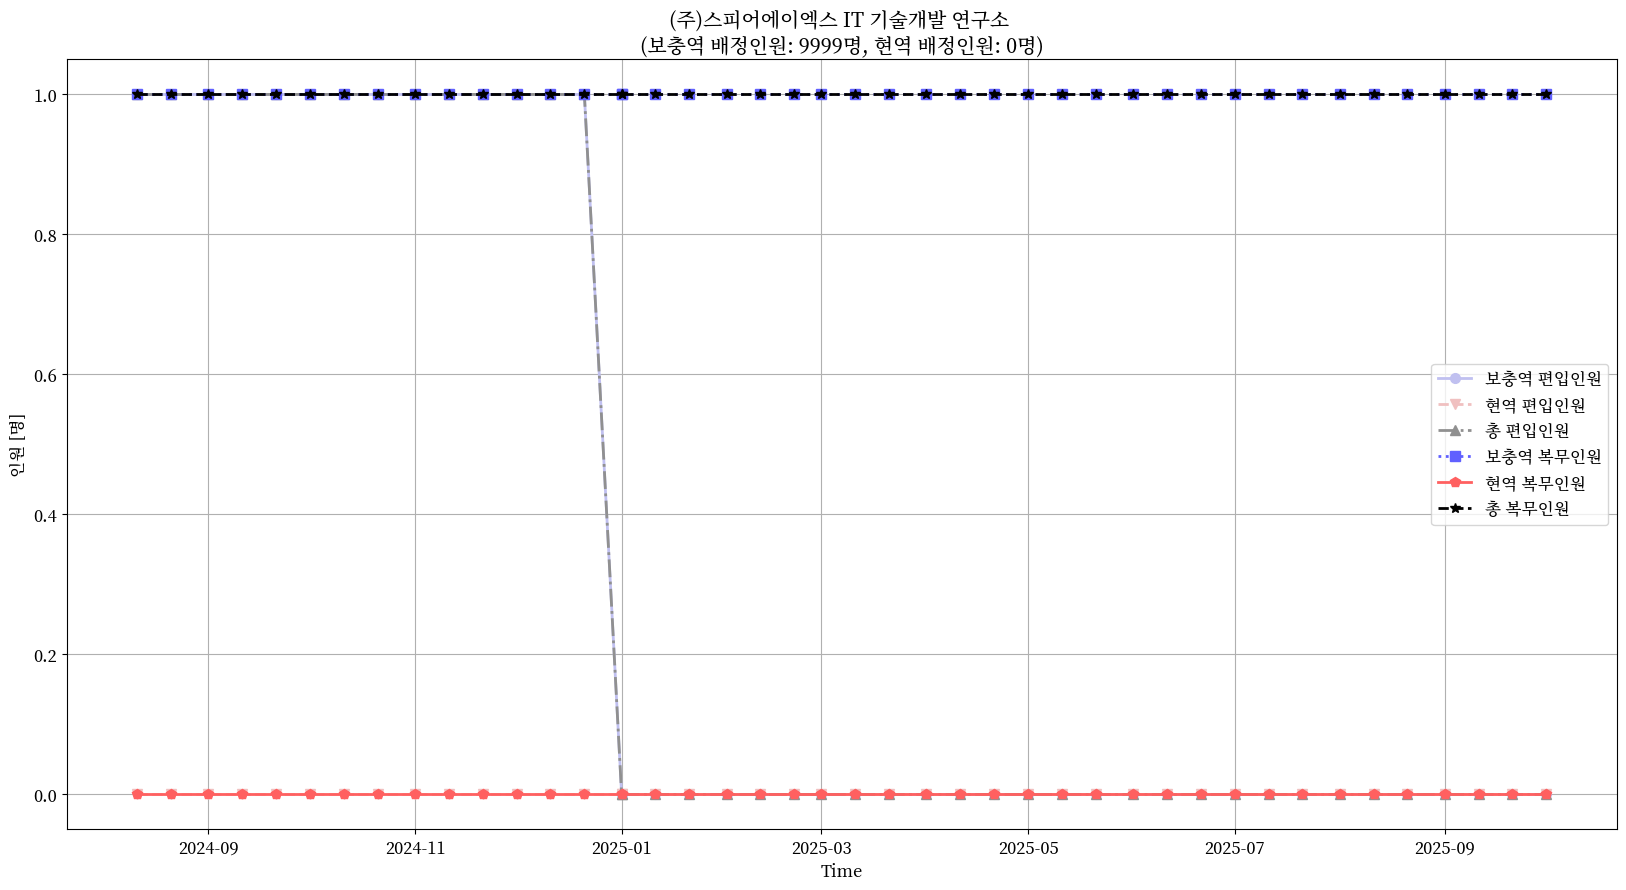 (주)스피어에이엑스 IT 기술개발 연구소
(보충역 배정인원: 9999명, 현역 배정인원: 0명)
인원 [명]
1.0
0.8
0.6
0.4
0.2
0.0
보충역 편입인원
현역 편입인원
총 편입인원
보충역 복무인원
현역 복무인원
총 복무인원
2024-09 2024-11 2025-01 2025-03 2025-05 2025-07 2025-09
Time